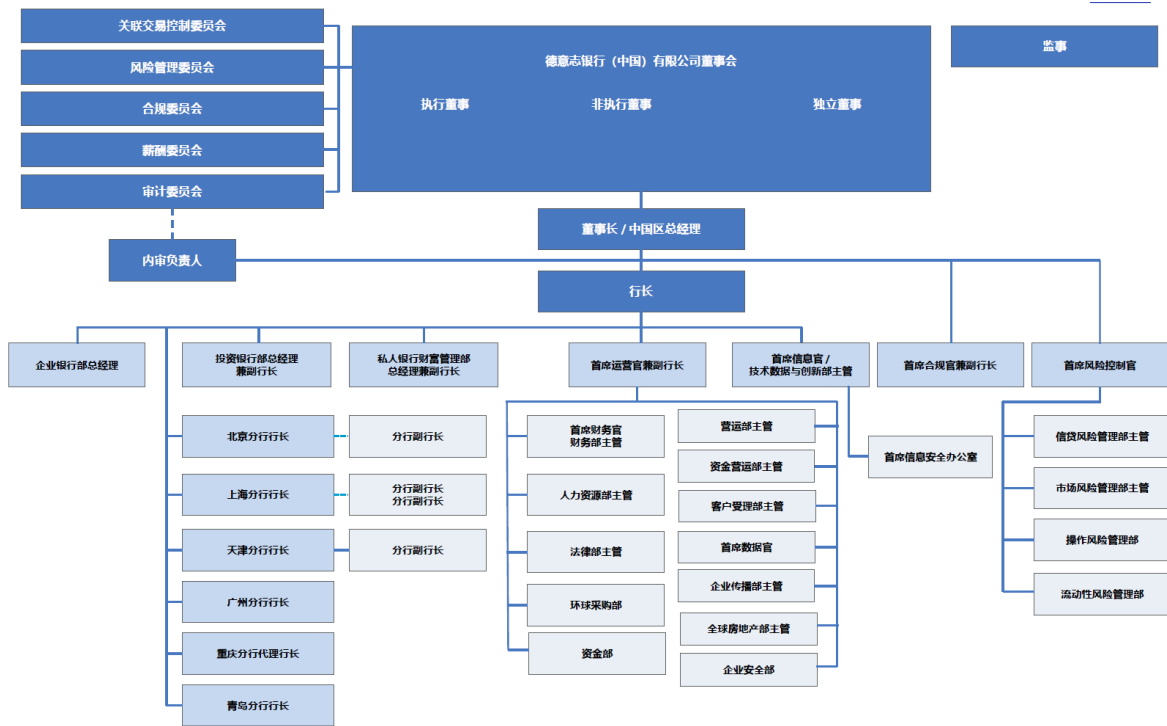 关联交易控制委员会
风险管理委员会
合规委员会
薪酬委员会
审计委员会
德意志银行（中国）有限公司董事会
执行董事 非执行董事 独立董事
监事
董事长 / 中国区总经理
内审负责人
行长
企业银行部总经理
投资银行部总经理
兼副行长
私人银行财富管理部
总经理兼副行长
首席运营官兼副行长
首席信息官 /
技术数据与创新部主管
首席合规官兼副行长
首席风险控制官
北京分行行长
分行副行长
上海分行行长
分行副行长
分行副行长
天津分行行长
分行副行长
广州分行行长
重庆分行代理行长
青岛分行行长
首席财务官
财务部主管
人力资源部主管
法律部主管
环球采购部
资金部
营运部主管
资金营运部主管
客户受理部主管
首席数据官
企业传播部主管
全球房地产部主管
企业安全部
首席信息安全办公室
信贷风险管理部主管
市场风险管理部主管
操作风险管理部
流动性风险管理部